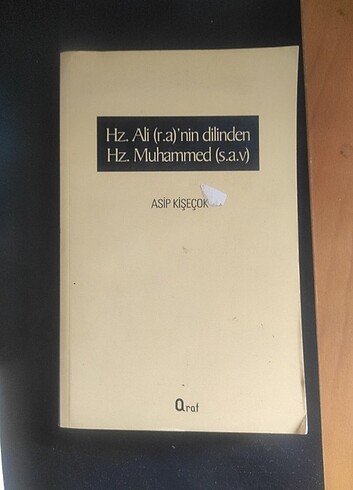 Hz. Ali (r.a)'nin dilinden
Hz. Muhammed (s.a.v)
ASİP KİŞEÇOK
araf